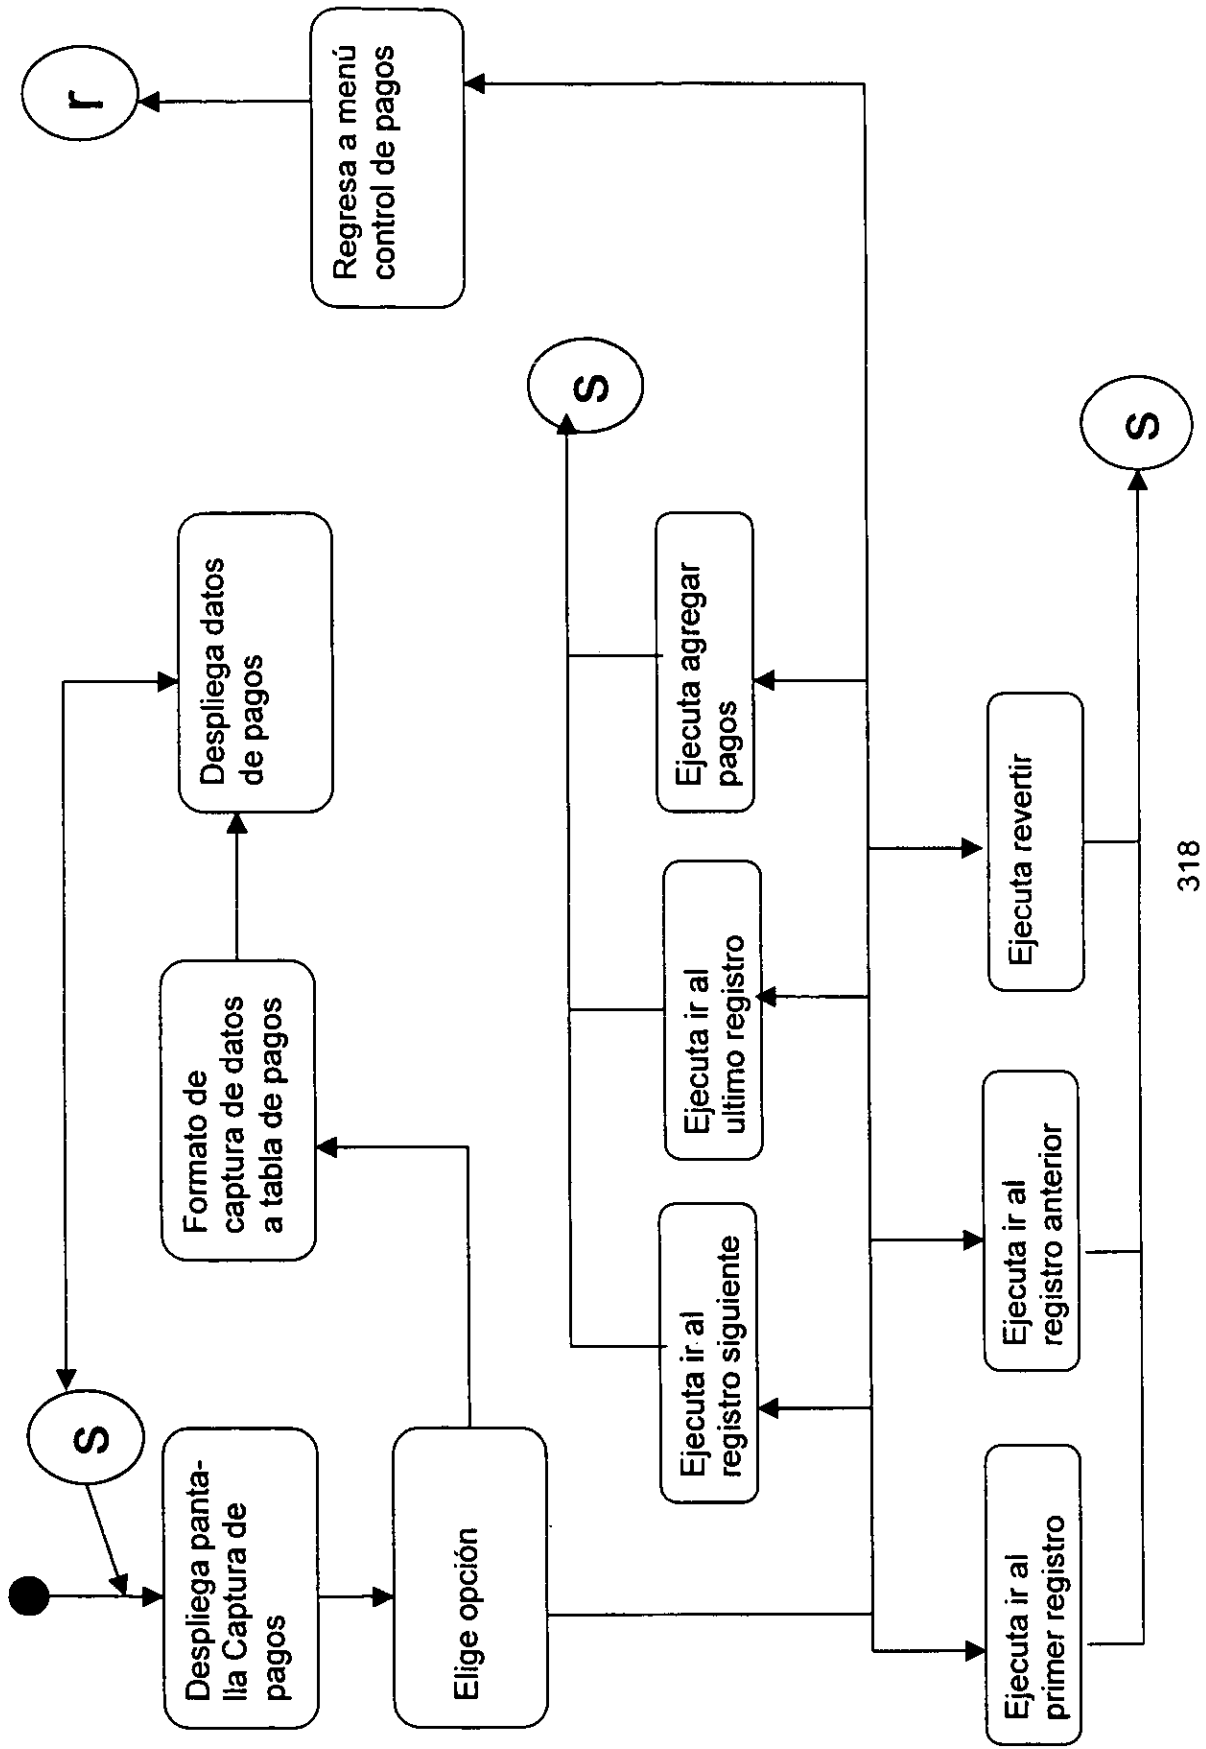 S
Despliega panta-
lla Captura de
pagos
Elige opción
Formato de
captura de datos
a tabla de pagos
Despliega datos
de pagos
r
Regresa a menú
control de pagos
S
Ejecuta ir al
registro siguiente
Ejecuta ir al
ultimo registro
Ejecuta agregar
pagos
Ejecuta ir al
primer registro
Ejecuta ir al
registro anterior
Ejecuta revertir
S
318